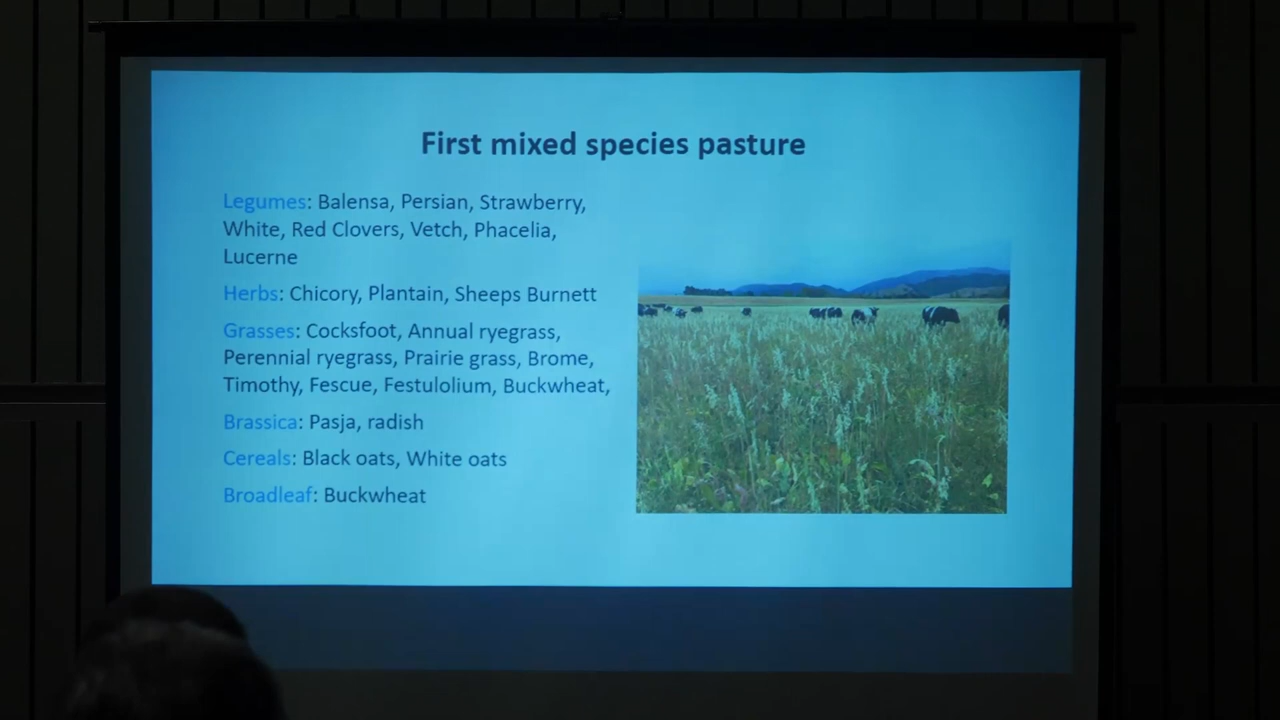 First mixed species pasture
Legumes: Balensa, Persian, Strawberry,
White, Red Clovers, Vetch, Phacelia,
Lucerne
Herbs: Chicory, Plantain, Sheeps Burnett
Grasses: Cocksfoot, Annual ryegrass,
Perennial ryegrass, Prairie grass, Brome,
Timothy, Fescue, Festulolium, Buckwheat,
Brassica: Pasja, radish
Cereals: Black oats, White oats
Broadleaf: Buckwheat